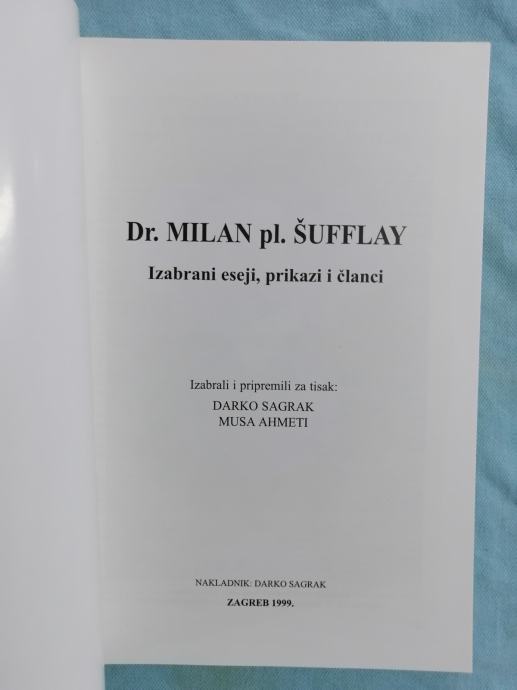 Dr. MILAN pl. ŠUFFLAY
Izabrani eseji, prikazi i članci
Izabrali i pripremili za tisak:
DARKO SAGRAK
MUSA AHMETI
NAKLADNIK: DARKO SAGRAK
ZAGREB 1999.